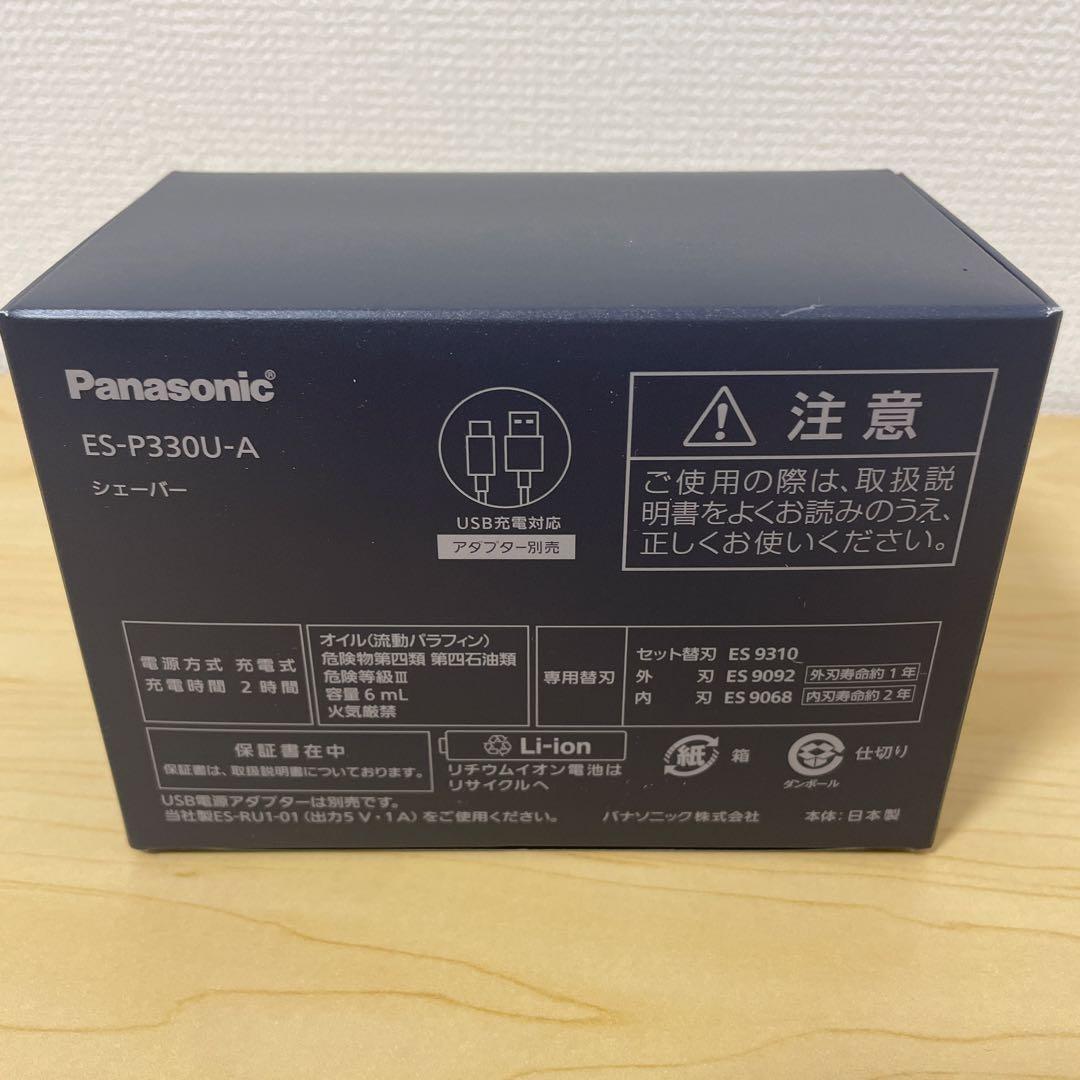 Panasonic®
ES-P330U-A
シェーバー
USB充電対応
アダプター別売
注意
ご使用の際は、取扱説
明書をよくお読みのうえ、
正しくお使いください。
電源方式 充電式
充電時間 2時間
オイル(流動パラフィン)
危険物第四類 第四石油類
危険等級Ⅲ
容量6mL
火気厳禁
専用替刃
セット替刃 ES 9310
外 刃 ES 9092 外刃寿命約1年
内 刃 ES 9068 内刃寿命約2年
保証書在中
保証書は、取扱説明書についております。
Li-ion
リチウムイオン電池は
リサイクルへ
紙 箱
ダンボール
仕切り
USB電源アダプターは別売です。
当社製ES-RU1-01(出力5V・1A)をご使用ください。
パナソニック株式会社 本体:日本製